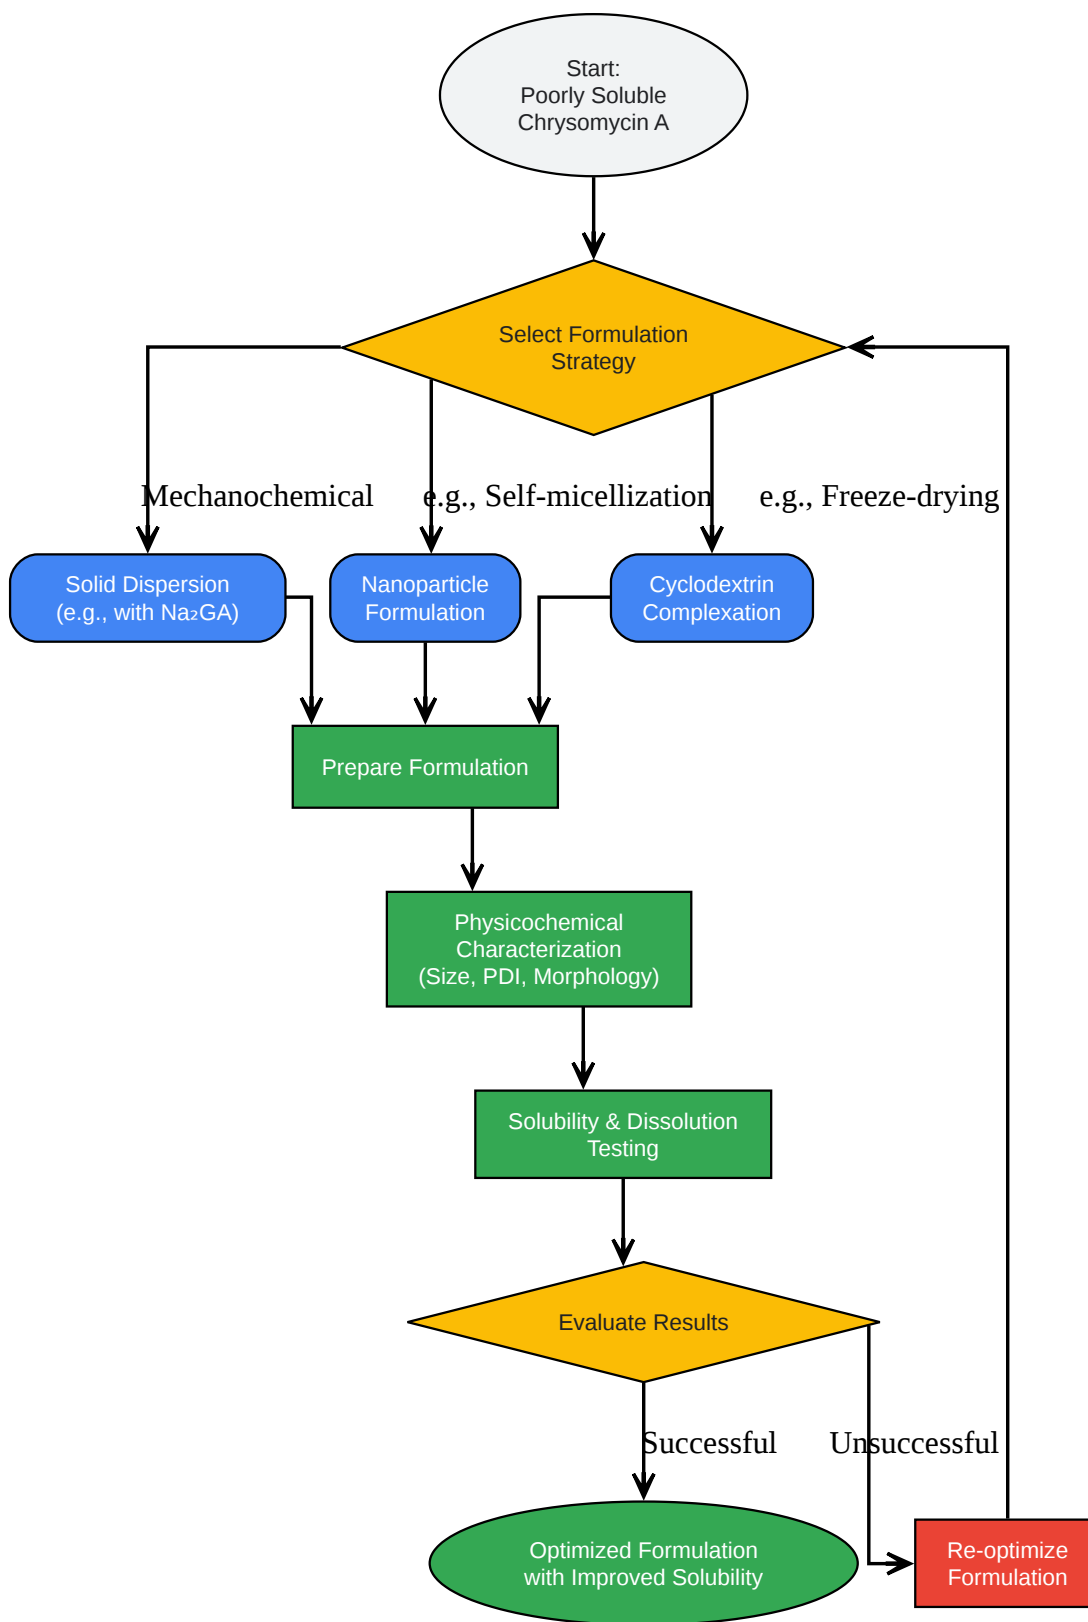 Start:
Poorly Soluble
Chrysomycin A
Select Formulation
Strategy
Mechanochemical
e.g., Self-micellization
e.g., Freeze-drying
Solid Dispersion
(e.g., with Na₂GA)
Nanoparticle
Formulation
Cyclodextrin
Complexation
Prepare Formulation
Physicochemical
Characterization
(Size, PDI, Morphology)
Solubility & Dissolution
Testing
Evaluate Results
Successful
Unsuccessful
Optimized Formulation
with Improved Solubility
Re-optimize
Formulation